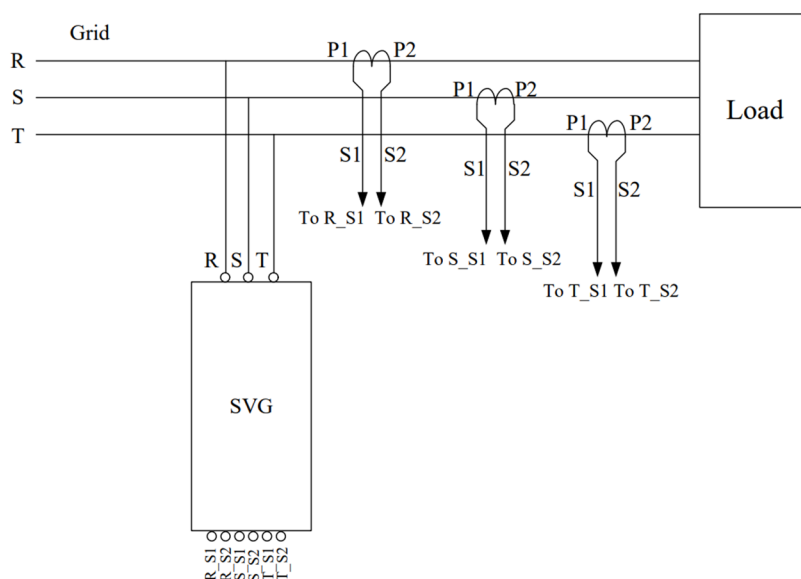 Grid
R
P1 P2
S
P1 P2
T
P1 P2
Load
S1 S2
S1 S2
S1 S2
To R_S1 To R_S2
To S_S1 To S_S2
To T_S1 To T_S2
R S T
SVG
R_S1
R_S2
S_S1
S_S2
T_S1
T_S2